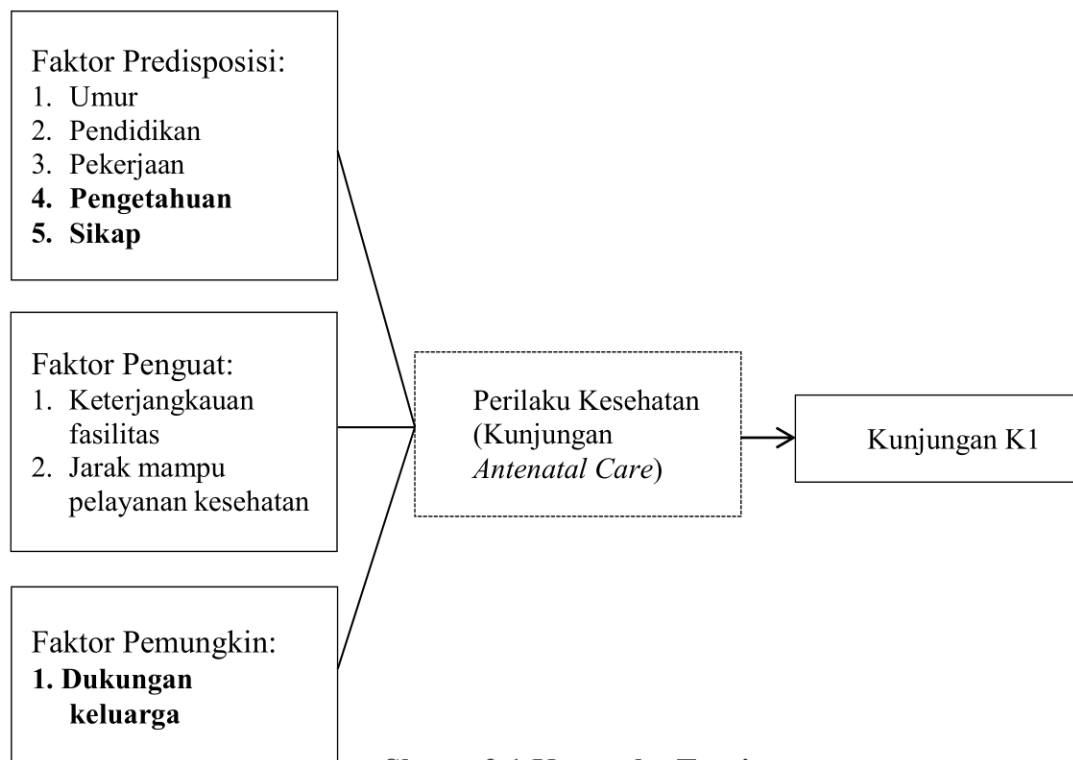 Faktor Predisposisi:
1. Umur
2. Pendidikan
3. Pekerjaan
4. Pengetahuan
5. Sikap
Faktor Penguat:
1. Keterjangkauan
fasilitas
2. Jarak mampu
pelayanan kesehatan
Faktor Pemungkin:
1. Dukungan
keluarga
Perilaku Kesehatan
(Kunjungan
Antenatal Care)
Kunjungan K1